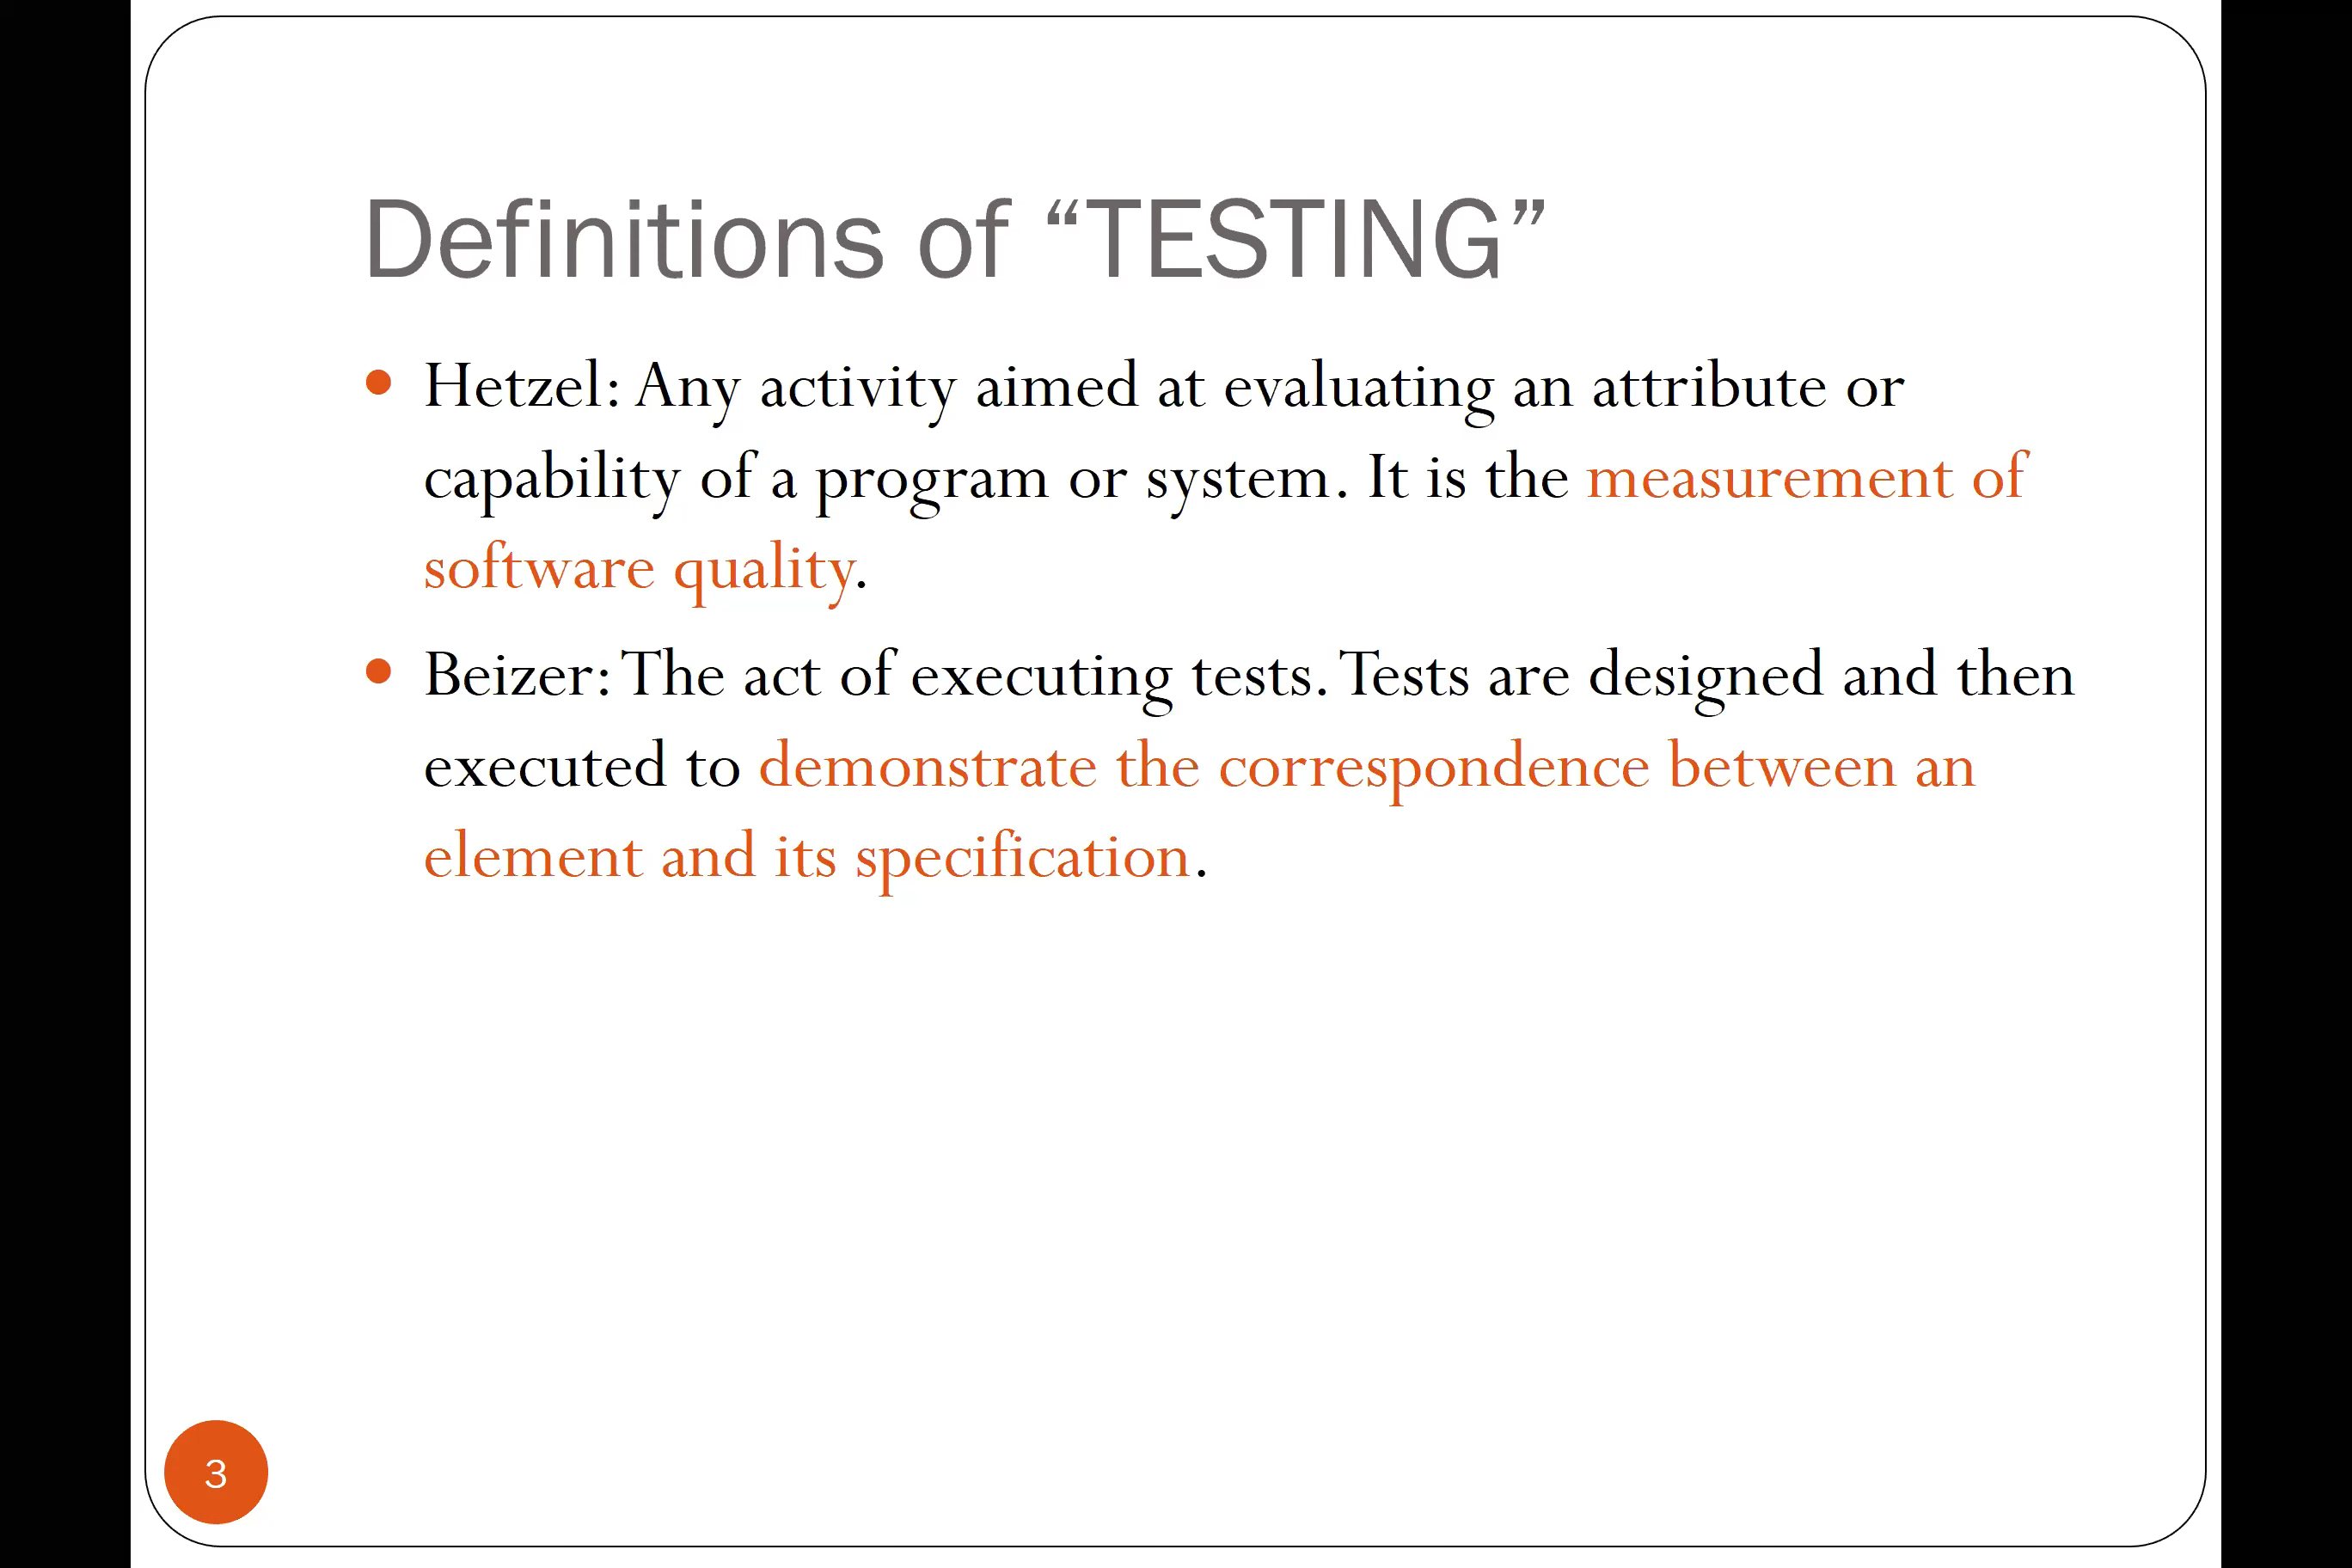 Definitions of “TESTING”
• Hetzel: Any activity aimed at evaluating an attribute or
capability of a program or system. It is the measurement of
software quality.
• Beizer: The act of executing tests. Tests are designed and then
executed to demonstrate the correspondence between an
element and its specification.
3